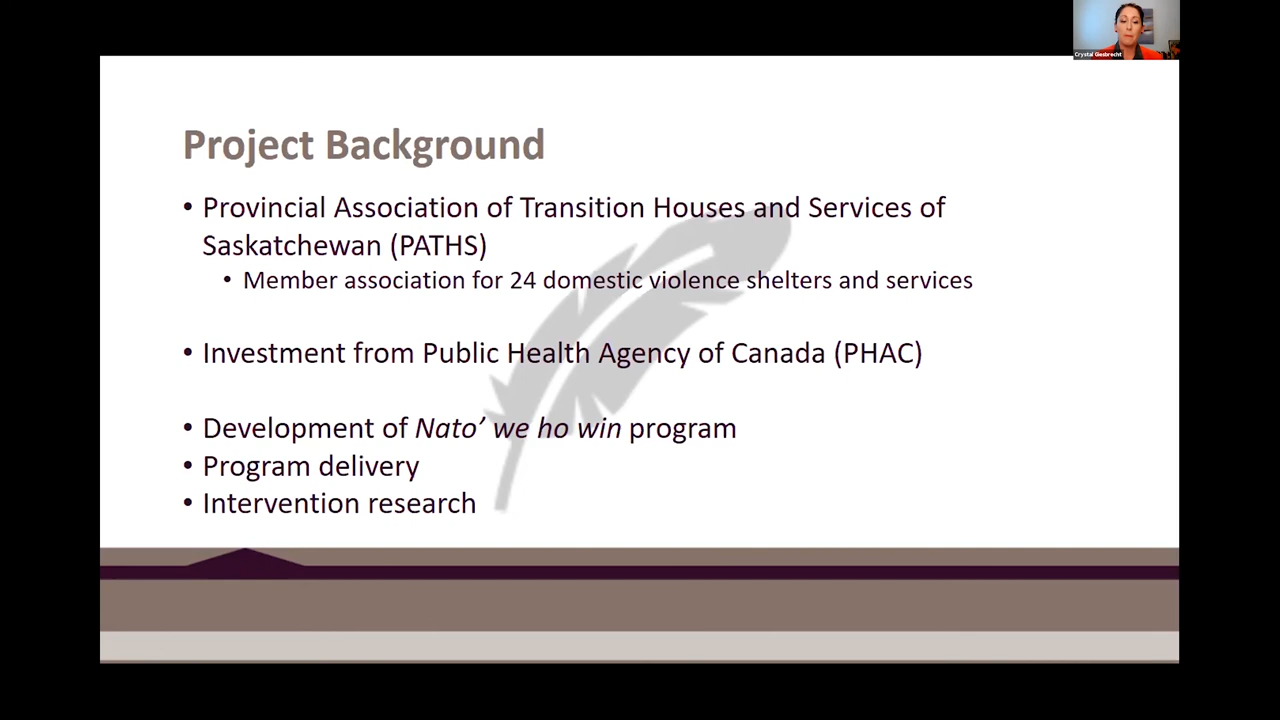 Crystal Giesbrecht
Project Background
• Provincial Association of Transition Houses and Services of
Saskatchewan (PATHS)
• Member association for 24 domestic violence shelters and services
• Investment from Public Health Agency of Canada (PHAC)
• Development of Nato’ we ho win program
• Program delivery
• Intervention research